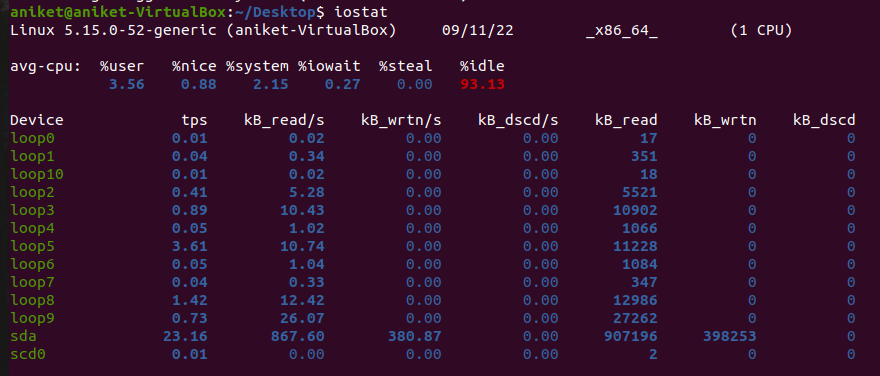 aniket@aniket-VirtualBox:~/Desktop$ iostat
Linux 5.15.0-52-generic (aniket-VirtualBox) 09/11/22 _x86_64_ (1 CPU)
avg-cpu: %user %nice %system %iowait %steal %idle
3.56 0.88 2.15 0.27 0.00 93.13
Device tps kB_read/s kB_wrtn/s kB_dscd/s kB_read kB_wrtn kB_dscd
loop0 0.01 0.02 0.00 0.00 17 0 0
loop1 0.04 0.34 0.00 0.00 351 0 0
loop10 0.01 0.02 0.00 0.00 18 0 0
loop2 0.41 5.28 0.00 0.00 5521 0 0
loop3 0.89 10.43 0.00 0.00 10902 0 0
loop4 0.05 1.02 0.00 0.00 1066 0 0
loop5 3.61 10.74 0.00 0.00 11228 0 0
loop6 0.05 1.04 0.00 0.00 1084 0 0
loop7 0.04 0.33 0.00 0.00 347 0 0
loop8 1.42 12.42 0.00 0.00 12986 0 0
loop9 0.73 26.07 0.00 0.00 27262 0 0
sda 23.16 867.60 380.87 0.00 907196 398253 0
scd0 0.01 0.00 0.00 0.00 2 0 0